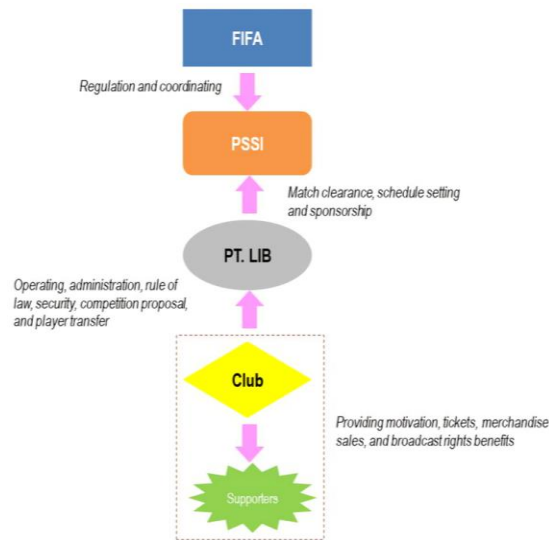 FIFA
Regulation and coordinating
PSSI
Match clearance, schedule setting
and sponsorship
PT. LIB
Operating, administration, rule of
law, security, competition proposal,
and player transfer
Club
Providing motivation, tickets, merchandise
sales, and broadcast rights benefits
Supporters